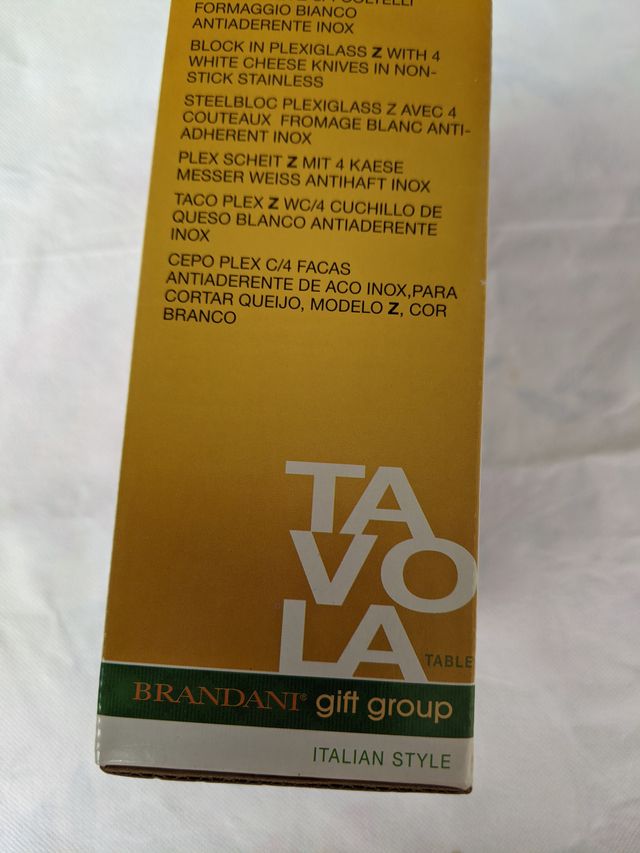 COLTELLI
FORMAGGIO BIANCO
ANTIADERENTE INOX
BLOCK IN PLEXIGLASS Z WITH 4
WHITE CHEESE KNIVES IN NON-
STICK STAINLESS
STEELBLOC PLEXIGLASS Z AVEC 4
COUTEAUX FROMAGE BLANC ANTI-
ADHERENT INOX
PLEX SCHEIT Z MIT 4 KAESE
MESSER WEISS ANTIHAFT INOX
TACO PLEX Z WC/4 CUCHILLO DE
QUESO BLANCO ANTIADERENTE
INOX
CEPO PLEX C/4 FACAS
ANTIADERENTE DE ACO INOX,PARA
CORTAR QUEIJO, MODELO Z, COR
BRANCO
TA
VO
LA
TABLE
BRANDANI® gift group
ITALIAN STYLE